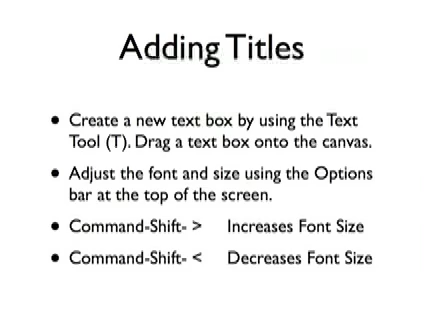 Adding Titles
• Create a new text box by using the Text
Tool (T). Drag a text box onto the canvas.
• Adjust the font and size using the Options
bar at the top of the screen.
• Command-Shift- > Increases Font Size
• Command-Shift- < Decreases Font Size